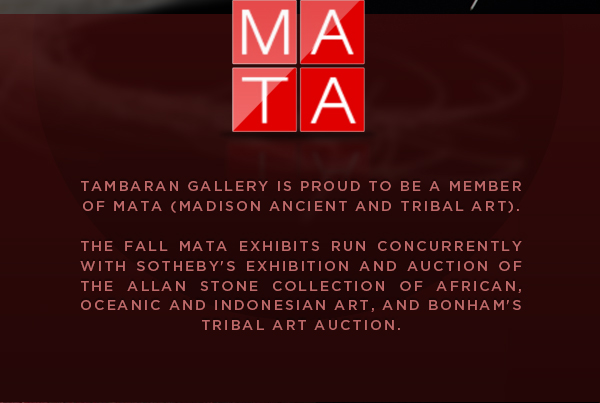 MA
TA
TAMBARAN GALLERY IS PROUD TO BE A MEMBER
OF MATA (MADISON ANCIENT AND TRIBAL ART).
THE FALL MATA EXHIBITS RUN CONCURRENTLY
WITH SOTHEBY'S EXHIBITION AND AUCTION OF
THE ALLAN STONE COLLECTION OF AFRICAN,
OCEANIC AND INDONESIAN ART, AND BONHAM'S
TRIBAL ART AUCTION.